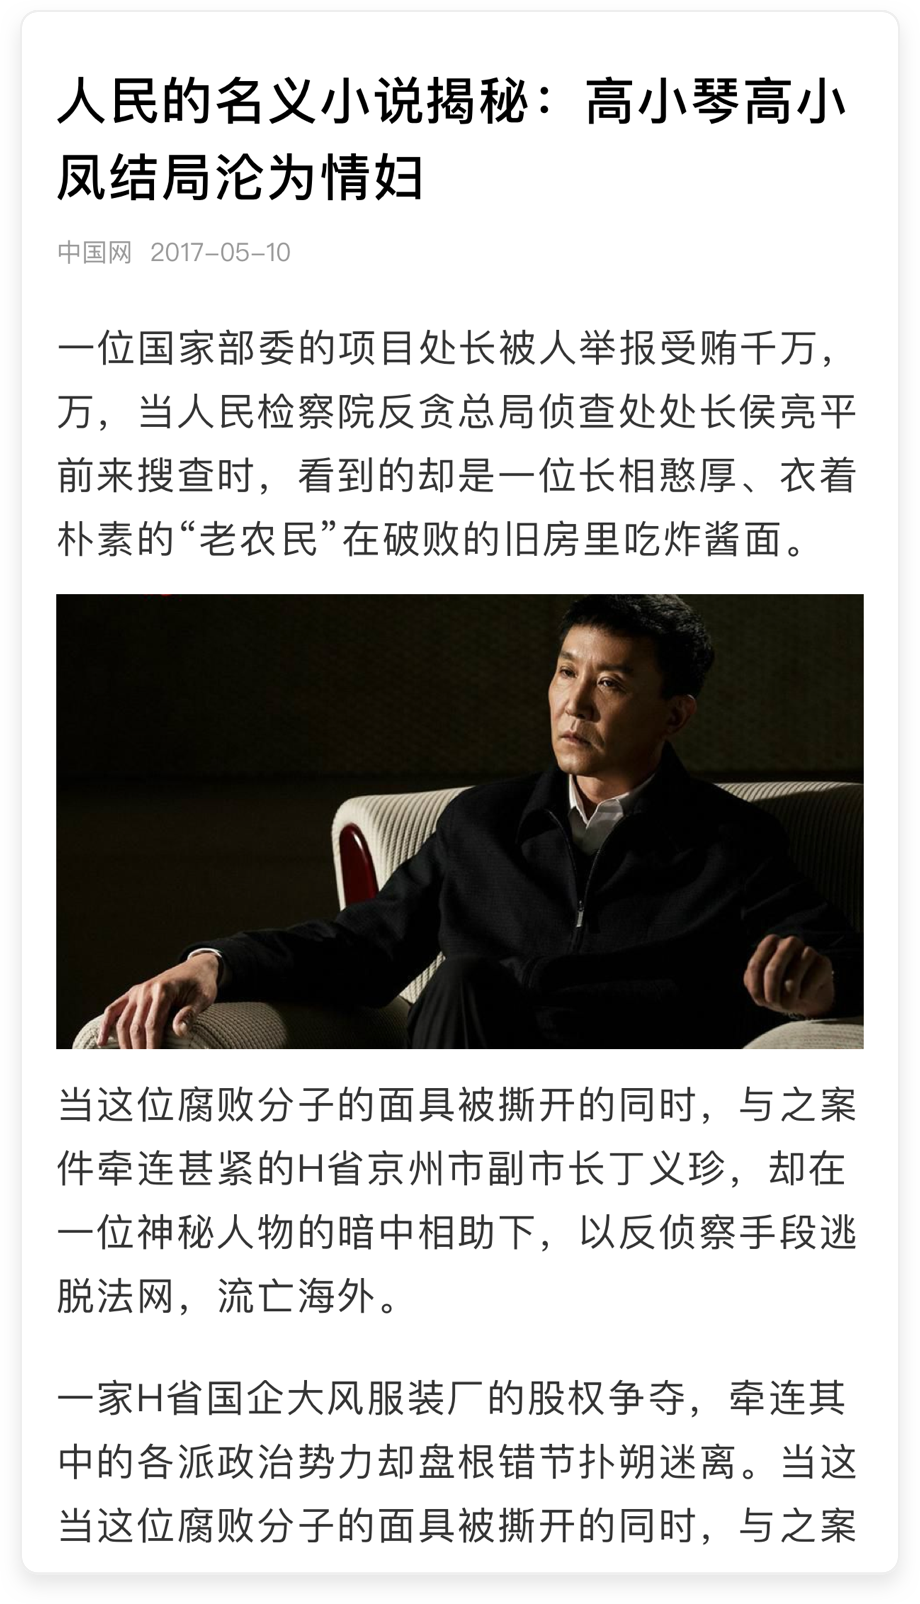 人民的名义小说揭秘：高小琴高小
凤结局沦为情妇
中国网 2017-05-10
一位国家部委的项目处长被人举报受贿千万，
万，当人民检察院反贪总局侦查处处长侯亮平
前来搜查时，看到的却是一位长相憨厚、衣着
朴素的“老农民”在破败的旧房里吃炸酱面。
当这位腐败分子的面具被撕开的同时，与之案
件牵连甚紧的H省京州市副市长丁义珍，却在
一位神秘人物的暗中相助下，以反侦察手段逃
脱法网，流亡海外。
一家H省国企大风服装厂的股权争夺，牵连其
中的各派政治势力却盘根错节扑朔迷离。当这
当这位腐败分子的面具被撕开的同时，与之案